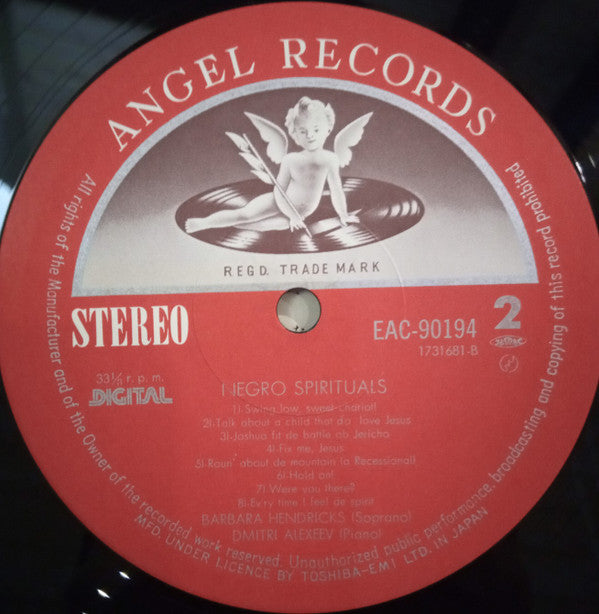 ANGEL RECORDS
REGD. TRADE MARK
STEREO
EAC-90194
2
1731681-B
33⅓ r. p. m.
DIGITAL
NEGRO SPIRITUALS
1)-Swing low, sweet chariot!
2)-Talk about a child that do love Jesus
3)-Joshua fit de battle ob Jericho
4)-Fix me, Jesus
5)-Roun' about de mountain (a Recessional)
6)-Hold on!
7)-Were you there?
8)-Ev'ry time I feel de spirit
BARBARA HENDRICKS (Soprano)
DMITRI ALEXEEV (Piano)
All rights of the Manufacturer and of the Owner of the recorded work reserved. Unauthorized public performance, broadcasting and copying of this record prohibited
MFD. UNDER LICENCE BY TOSHIBA-EMI LTD. IN JAPAN